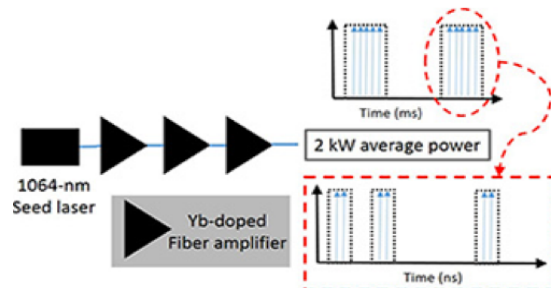 Time (ms)
2 kW average power
1064-nm
Seed laser
Yb-doped
Fiber amplifier
Time (ns)